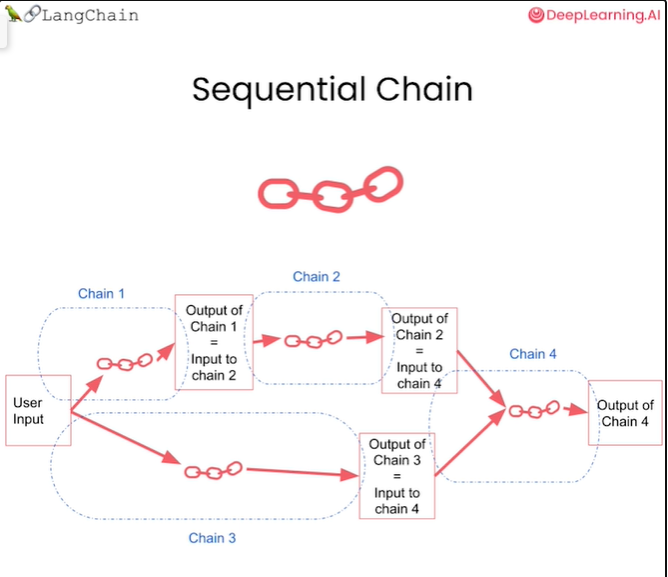 LangChain
DeepLearning.AI
Sequential Chain
Chain 1
Chain 2
Chain 4
Chain 3
User
Input
Output of
Chain 1
=
Input to
chain 2
Output of
Chain 2
=
Input to
chain 4
Output of
Chain 3
=
Input to
chain 4
Output of
Chain 4